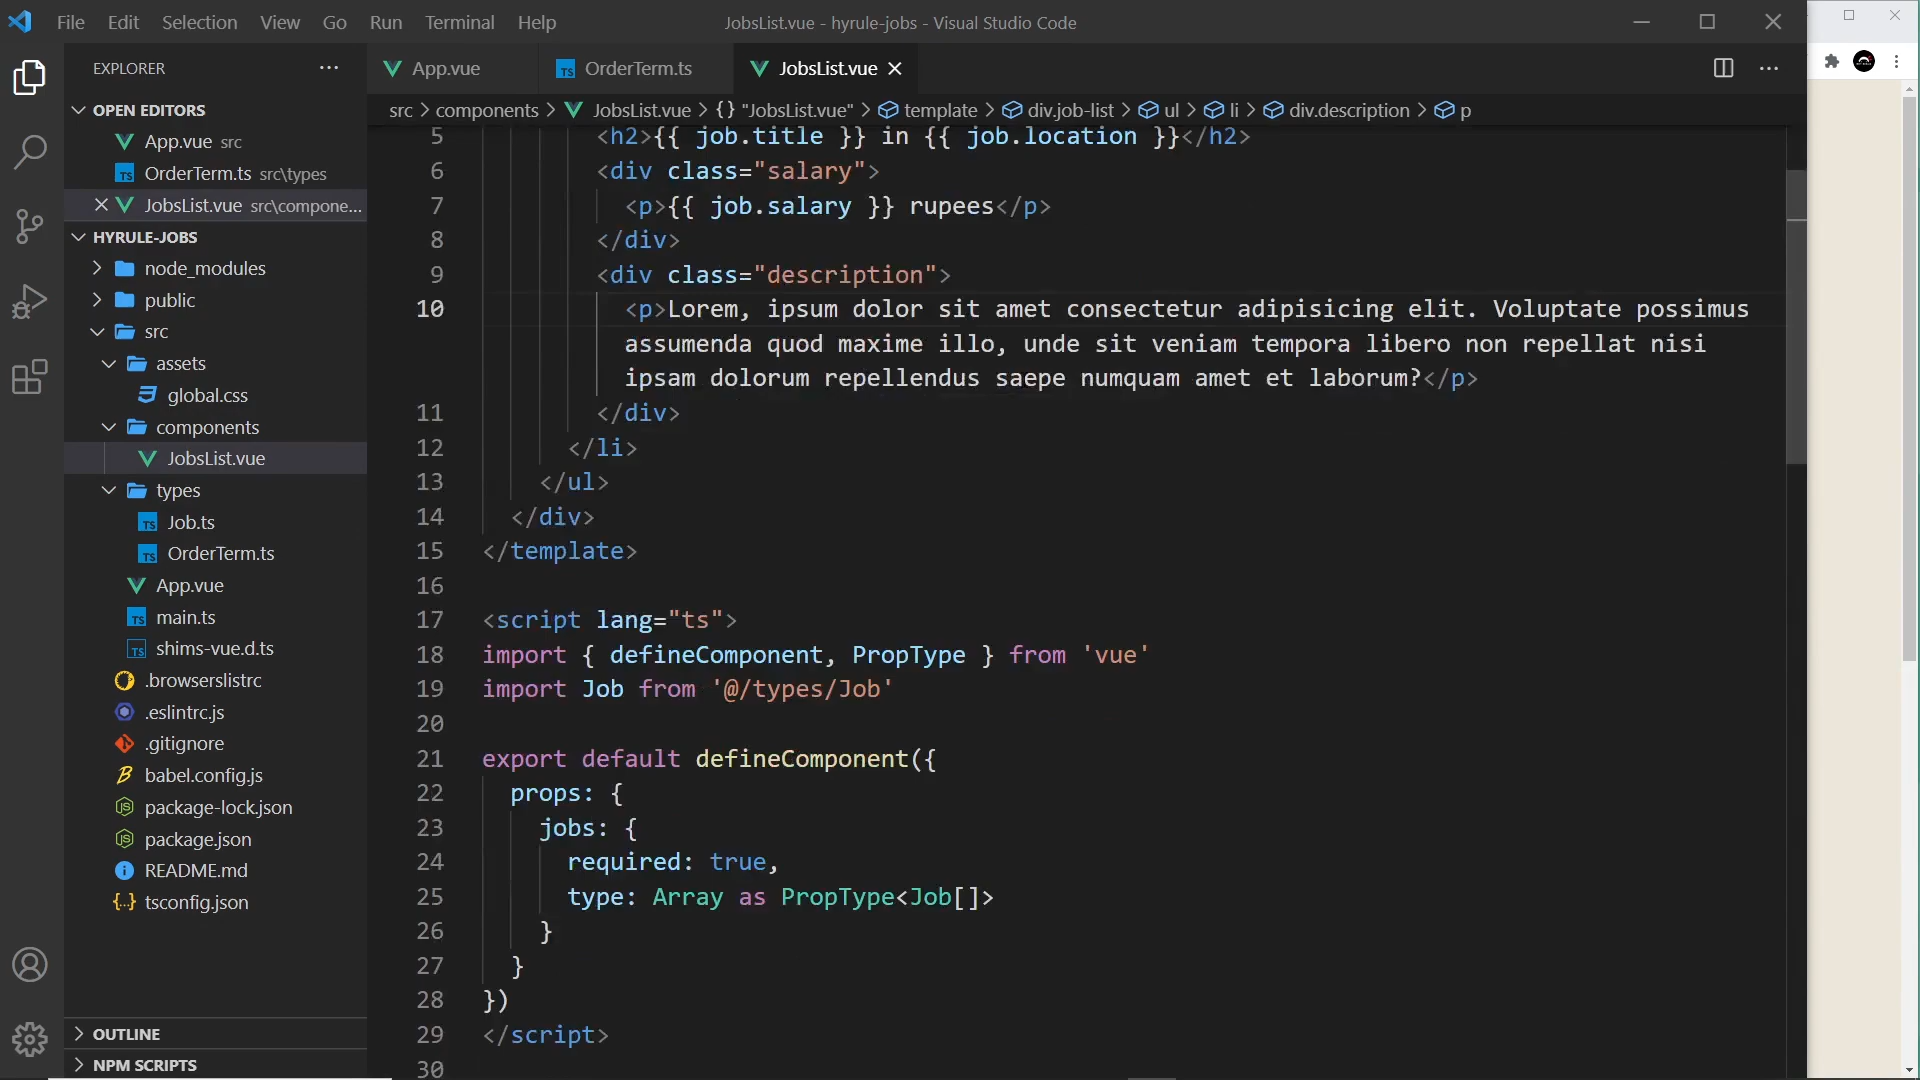 File Edit Selection View Go Run Terminal Help
JobsList.vue - hyrule-jobs - Visual Studio Code
EXPLORER
OPEN EDITORS
App.vue src
OrderTerm.ts src\types
JobsList.vue src\compone...
HYRULE-JOBS
node_modules
public
src
assets
global.css
components
JobsList.vue
types
TS Job.ts
TS OrderTerm.ts
App.vue
TS main.ts
TS shims-vue.d.ts
.browserslistrc
.eslintrc.js
.gitignore
babel.config.js
package-lock.json
package.json
README.md
tsconfig.json
OUTLINE
NPM SCRIPTS
App.vue
TS OrderTerm.ts
JobsList.vue
src > components > JobsList.vue > {} "JobsList.vue" > template > div.job-list > ul > li > div.description > p
5 <h2>{{ job.title }} in {{ job.location }}</h2>
6 <div class="salary">
7 <p>{{ job.salary }} rupees</p>
8 </div>
9 <div class="description">
10 <p>Lorem, ipsum dolor sit amet consectetur adipisicing elit. Voluptate possimus
assumenda quod maxime illo, unde sit veniam tempora libero non repellat nisi
ipsam dolorum repellendus saepe numquam amet et laborum?</p>
11 </div>
12 </li>
13 </ul>
14 </div>
15 </template>
16
17 <script lang="ts">
18 import { defineComponent, PropType } from 'vue'
19 import Job from '@/types/Job'
20
21 export default defineComponent({
22 props: {
23 jobs: {
24 required: true,
25 type: Array as PropType<Job[]>
26 }
27 }
28 })
29 </script>
30